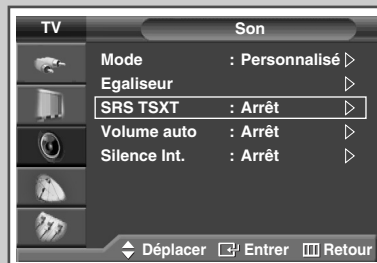 TV Son
Mode : Personnalisé
Egaliseur
SRS TSXT : Arrêt
Volume auto : Arrêt
Silence Int. : Arrêt
Déplacer Entrer Retour